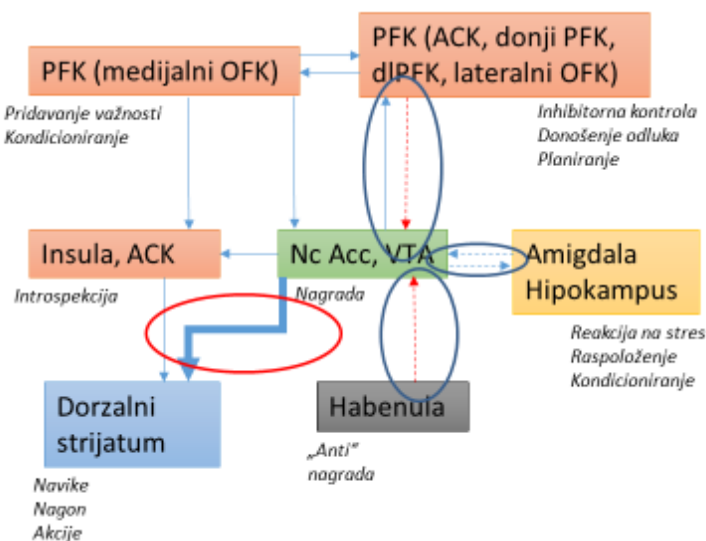 PFK (medijalni OFK)
Pridavanje važnosti
Kondicioniranje
PFK (ACK, donji PFK,
dlPFK, lateralni OFK)
Inhibitorna kontrola
Donošenje odluka
Planiranje
Insula, ACK
Introspekcija
Nc Acc, VTA
Nagrada
Amigdala
Hipokampus
Reakcija na stres
Raspoloženje
Kondicioniranje
Dorzalni
strijatum
Navike
Nagon
Akcije
Habenula
„Anti”
nagrada